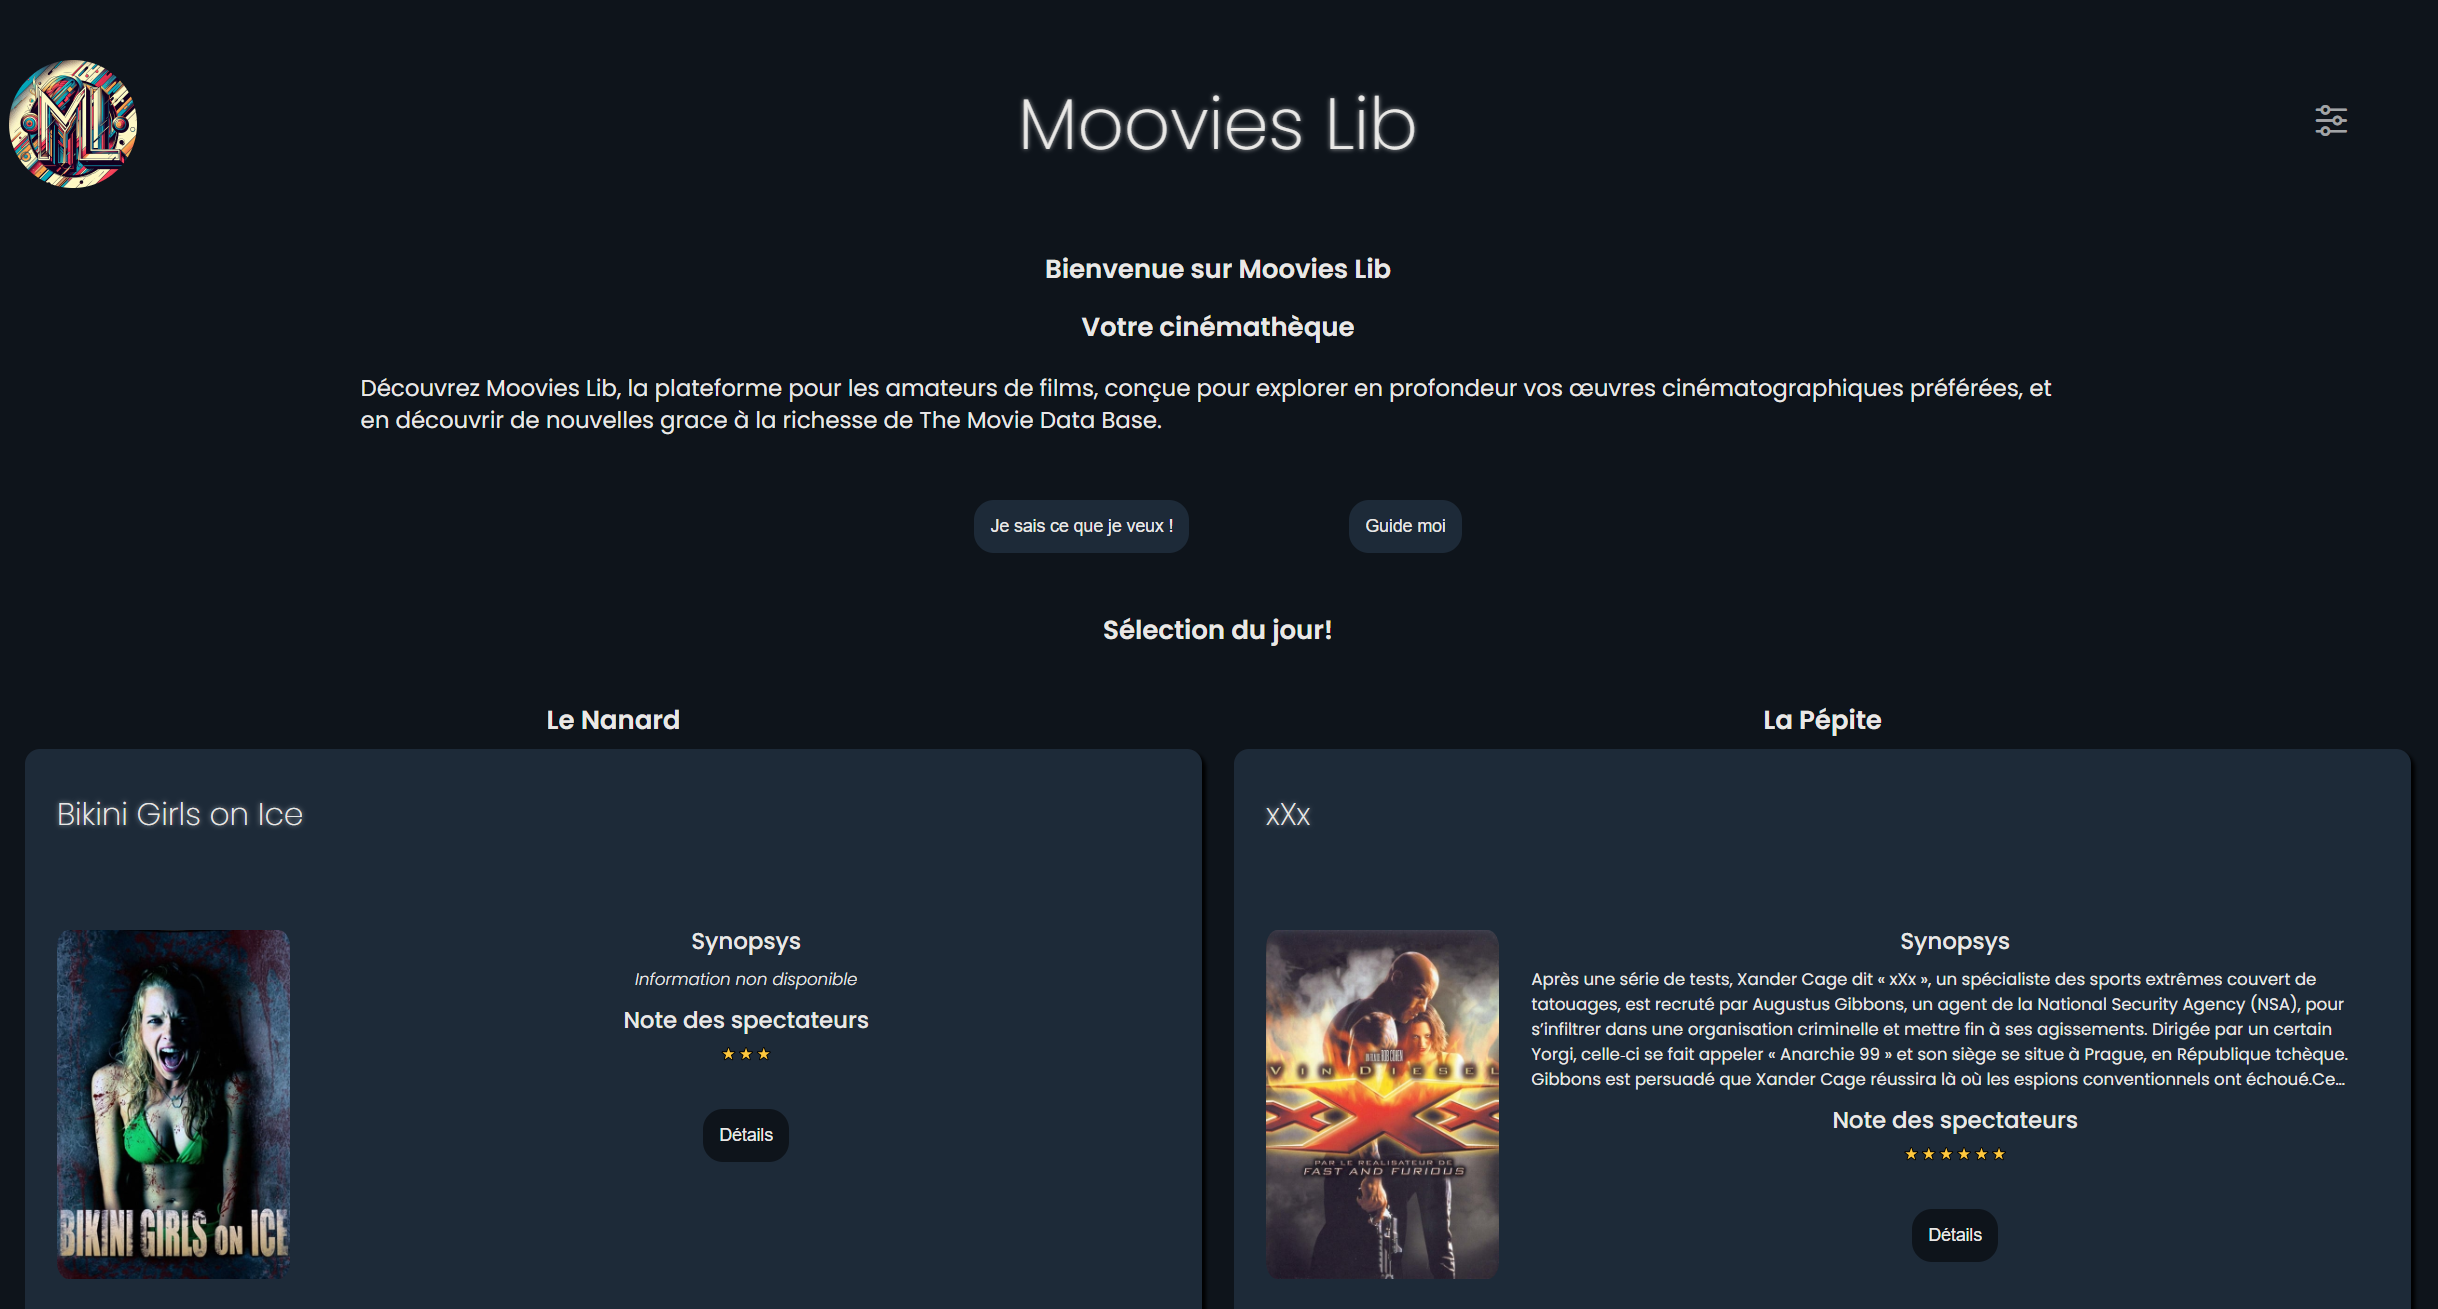 ML
Moovies Lib
Bienvenue sur Moovies Lib
Votre cinémathèque
Découvrez Moovies Lib, la plateforme pour les amateurs de films, conçue pour explorer en profondeur vos œuvres cinématographiques préférées, et
en découvrir de nouvelles grace à la richesse de The Movie Data Base.
Je sais ce que je veux !
Guide moi
Sélection du jour!
Le Nanard
Bikini Girls on Ice
BIKINI GIRLS ON ICE
Synopsys
Information non disponible
Note des spectateurs
Détails
La Pépite
xXx
UN FILM DE ROB COHEN
VIN DIESEL
xXx
PAR LE REALISATEUR DE
FAST AND FURIOUS
Synopsys
Après une série de tests, Xander Cage dit « xXx », un spécialiste des sports extrêmes couvert de
tatouages, est recruté par Augustus Gibbons, un agent de la National Security Agency (NSA), pour
s’infiltrer dans une organisation criminelle et mettre fin à ses agissements. Dirigée par un certain
Yorgi, celle-ci se fait appeler « Anarchie 99 » et son siège se situe à Prague, en République tchèque.
Gibbons est persuadé que Xander Cage réussira là où les espions conventionnels ont échoué.Ce...
Note des spectateurs
Détails